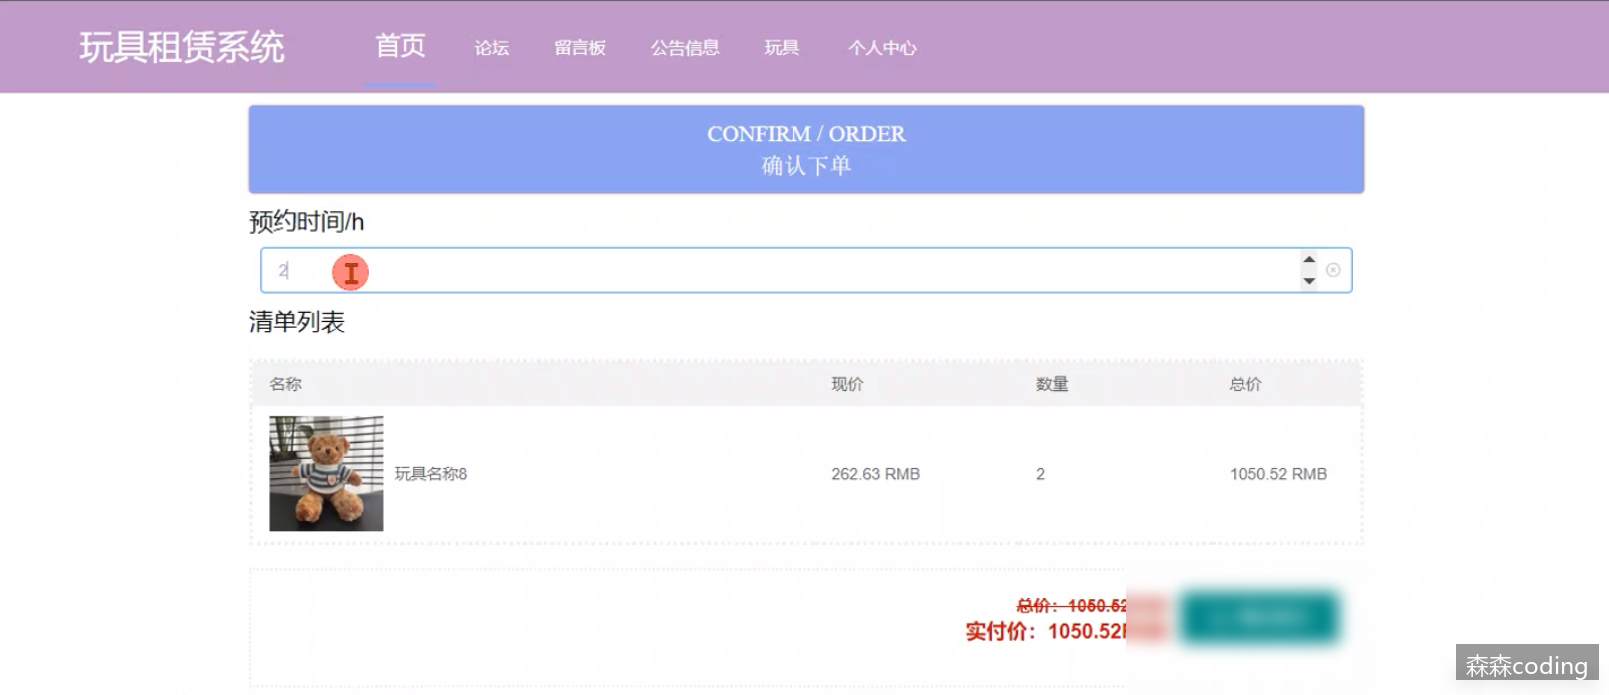 玩具租赁系统 首页 论坛 留言板 公告信息 玩具 个人中心
CONFIRM / ORDER
确认下单
预约时间/h
2
清单列表
名称 现价 数量 总价
玩具名称8 262.63 RMB 2 1050.52 RMB
总价：1050.52
实付价：1050.52
森森coding